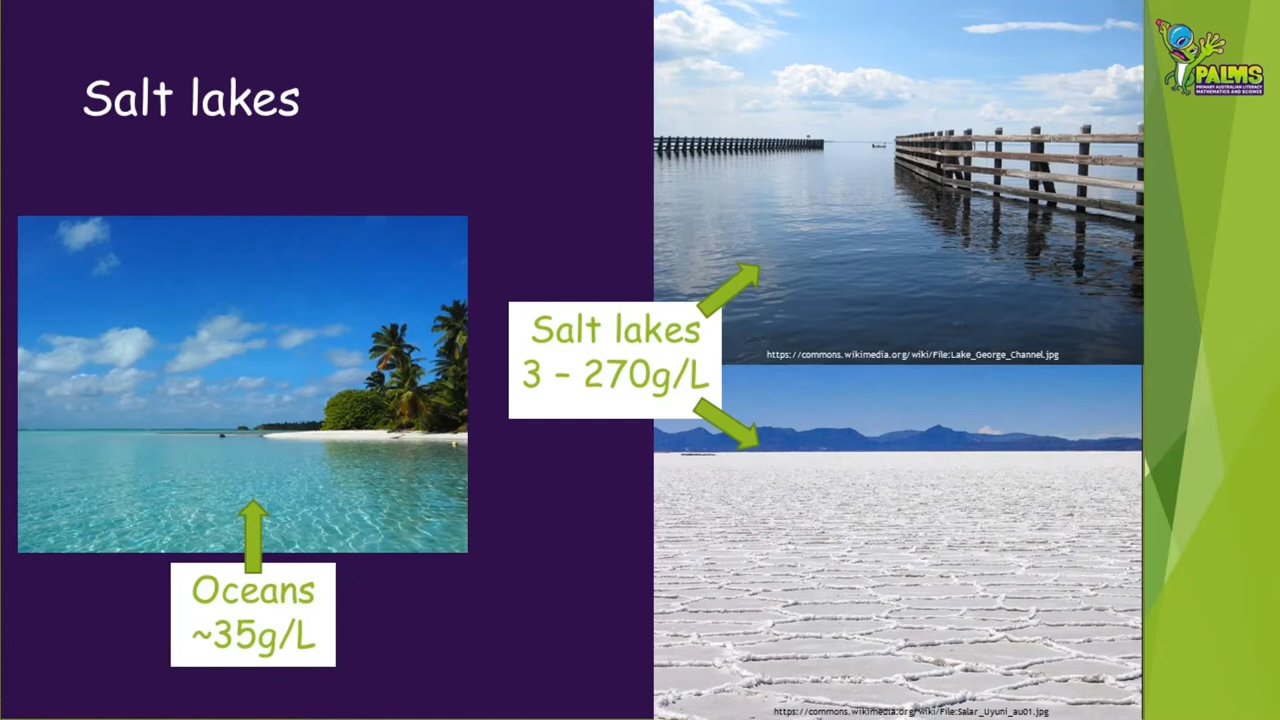 Salt lakes
PALMS
PRIMARY AUSTRALIAN LITERACY
MATHEMATICS AND SCIENCE
Salt lakes
3 – 270g/L
https://commons.wikimedia.org/wiki/File:Lake_George_Channel.jpg
Oceans
~35g/L
https://commons.wikimedia.org/wiki/File:Salar_Uyuni_au01.jpg